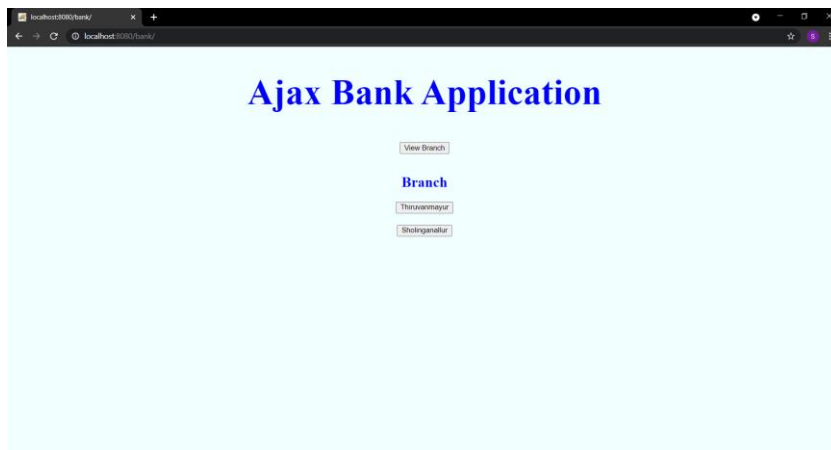 localhost:8080/bank/
localhost:8080/bank/
S
Ajax Bank Application
View Branch
Branch
Thiruvanmayur
Sholinganallur